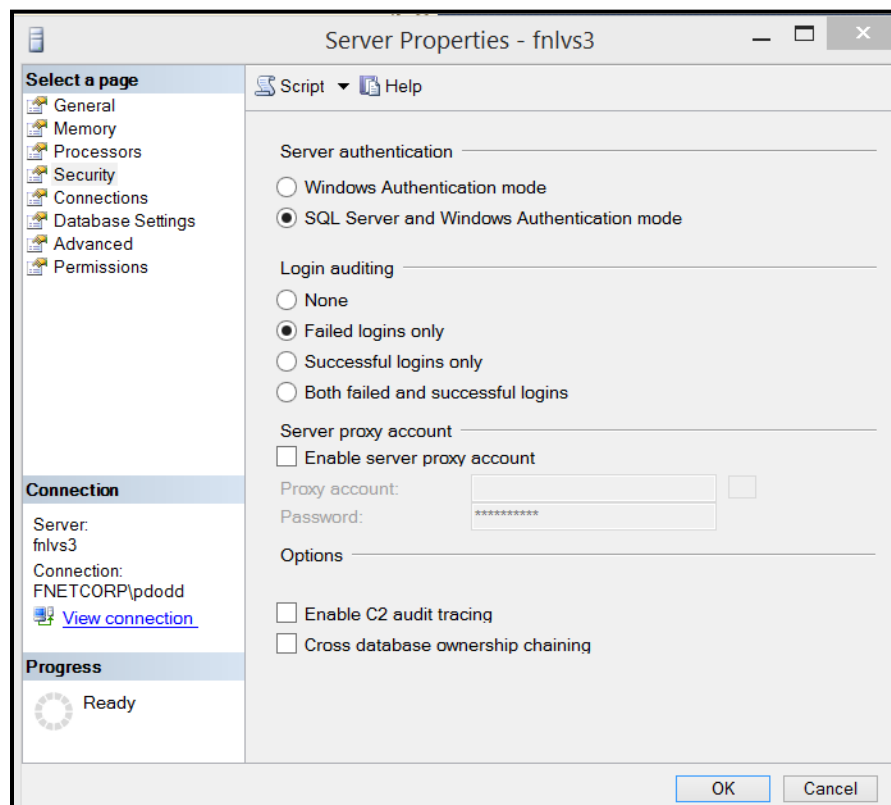 Server Properties - fnlvs3
Select a page
General
Memory
Processors
Security
Connections
Database Settings
Advanced
Permissions
Script Help
Server authentication
Windows Authentication mode
SQL Server and Windows Authentication mode
Login auditing
None
Failed logins only
Successful logins only
Both failed and successful logins
Server proxy account
Enable server proxy account
Proxy account:
Password: **********
Options
Enable C2 audit tracing
Cross database ownership chaining
Connection
Server:
fnlvs3
Connection:
FNETCORP\pdodd
View connection
Progress
Ready
OK Cancel